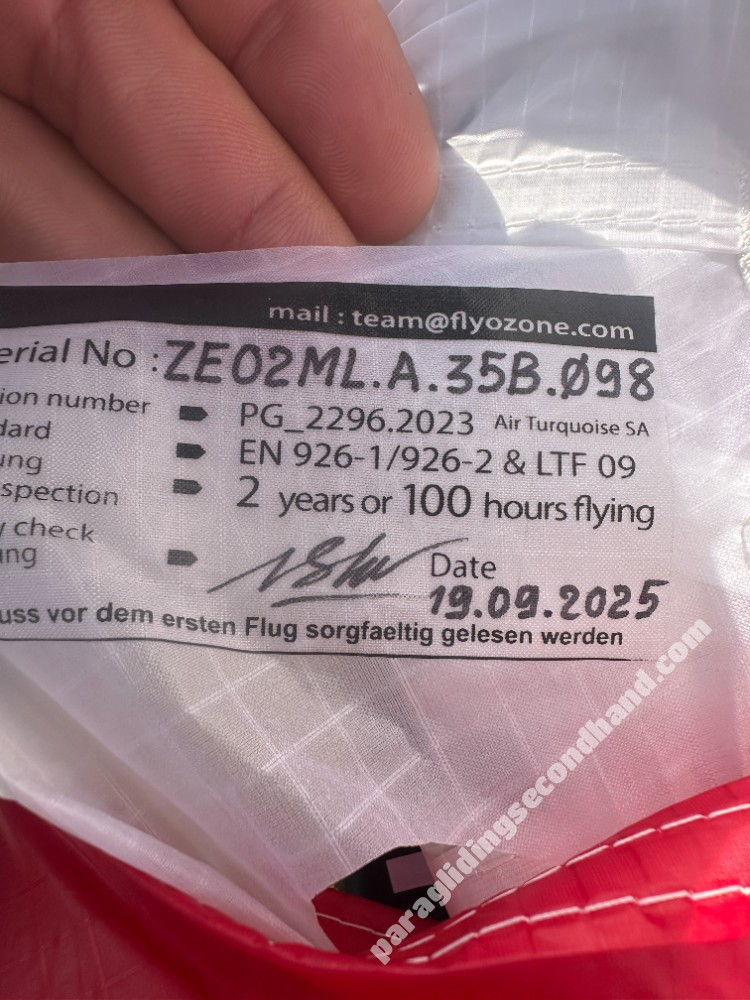 mail : team@flyozone.com
erial No : ZE02ML.A.35B.Ø98
ion number PG_2296.2023 Air Turquoise SA
dard EN 926-1/926-2 & LTF 09
ung
spection 2 years or 100 hours flying
y check
ung Date
19.09.2025
uss vor dem ersten Flug sorgfaeltig gelesen werden
paraglidingsecondhand.com